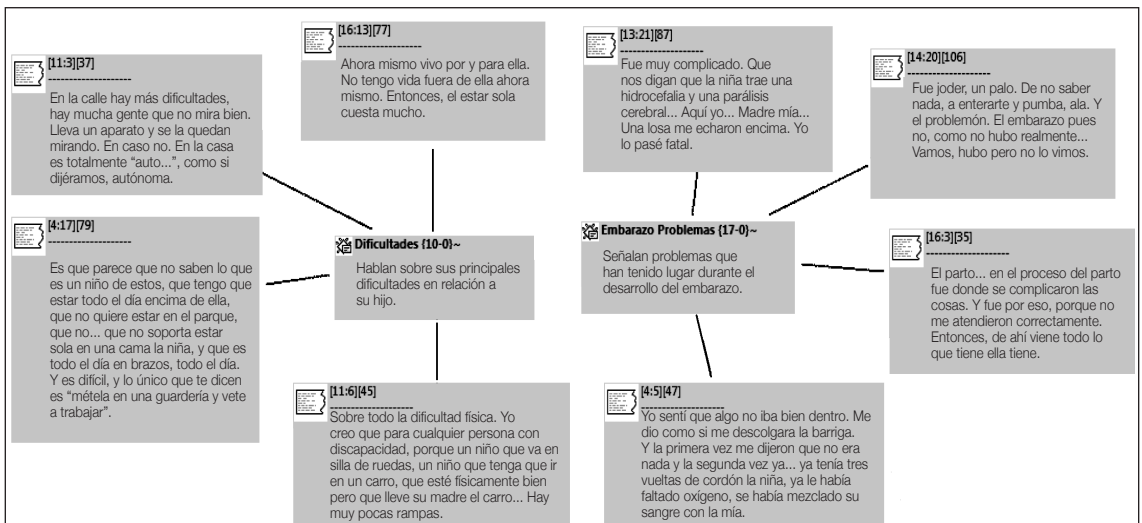 [11:3][37]
--------------------
En la calle hay más dificultades,
hay mucha gente que no mira bien.
Lleva un aparato y se la quedan
mirando. En caso no. En la casa
es totalmente “auto...”, como si
dijéramos, autónoma.
[16:13][77]
--------------------
Ahora mismo vivo por y para ella.
No tengo vida fuera de ella ahora
mismo. Entonces, el estar sola
cuesta mucho.
[13:21][87]
--------------------
Fue muy complicado. Que
nos digan que la niña trae una
hidrocefalia y una parálisis
cerebral... Aquí yo... Madre mía...
Una losa me echaron encima. Yo
lo pasé fatal.
[14:20][106]
--------------------
Fue joder, un palo. De no saber
nada, a enterarte y pumba, ala. Y
el problemón. El embarazo pues
no, como no hubo realmente...
Vamos, hubo pero no lo vimos.
[4:17][79]
--------------------
Es que parece que no saben lo que
es un niño de estos, que tengo que
estar todo el día encima de ella,
que no quiere estar en el parque,
que no... que no soporta estar
sola en una cama la niña, y que es
todo el día en brazos, todo el día.
Y es difícil, y lo único que te dicen
es “métela en una guardería y vete
a trabajar”.
Dificultades {10-0}~
Hablan sobre sus principales
dificultades en relación a
su hijo.
Embarazo Problemas {17-0}~
Señalan problemas que
han tenido lugar durante el
desarrollo del embarazo.
[16:3][35]
--------------------
El parto... en el proceso del parto
fue donde se complicaron las
cosas. Y fue por eso, porque no
me atendieron correctamente.
Entonces, de ahí viene todo lo
que tiene ella tiene.
[11:6][45]
--------------------
Sobre todo la dificultad física. Yo
creo que para cualquier persona con
discapacidad, porque un niño que va en
silla de ruedas, un niño que tenga que ir
en un carro, que esté físicamente bien
pero que lleve su madre el carro... Hay
muy pocas rampas.
[4:5][47]
--------------------
Yo sentí que algo no iba bien dentro. Me
dio como si me descolgara la barriga.
Y la primera vez me dijeron que no era
nada y la segunda vez ya... ya tenía tres
vueltas de cordón la niña, ya le había
faltado oxígeno, se había mezclado su
sangre con la mía.